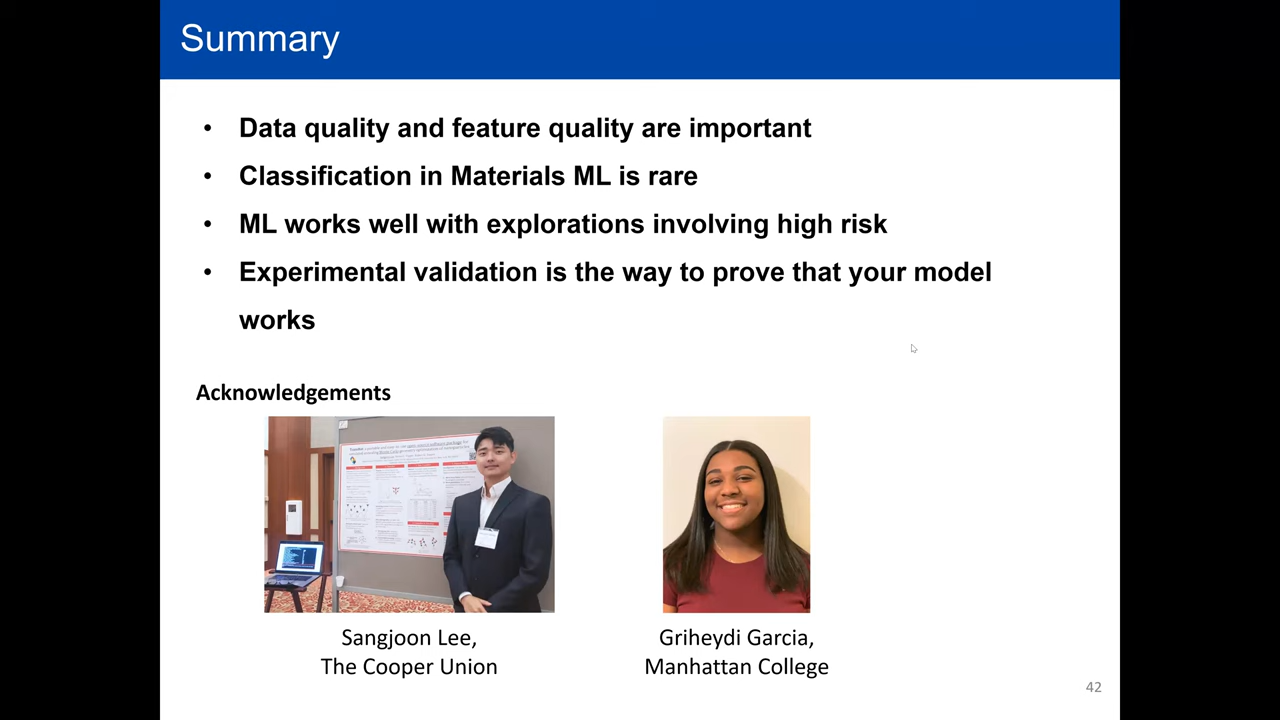 Summary
• Data quality and feature quality are important
• Classification in Materials ML is rare
• ML works well with explorations involving high risk
• Experimental validation is the way to prove that your model
works
Acknowledgements
Sangjoon Lee,
The Cooper Union
Griheydi Garcia,
Manhattan College
42